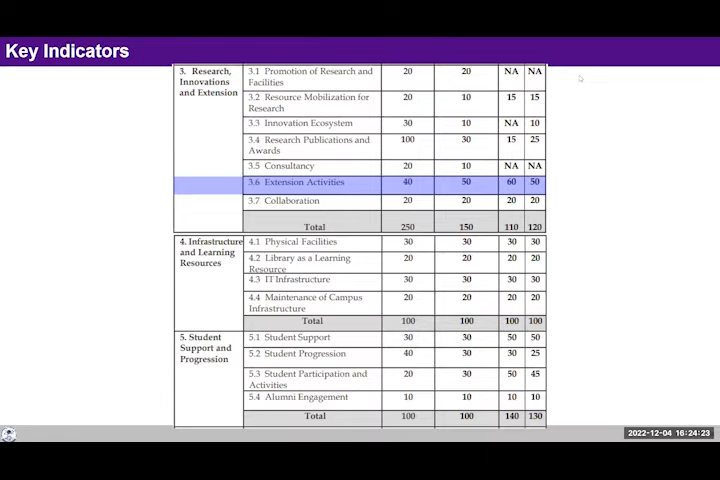 Key Indicators
3. Research, Innovations and Extension
3.1 Promotion of Research and Facilities 20 20 NA NA
3.2 Resource Mobilization for Research 20 10 15 15
3.3 Innovation Ecosystem 30 10 NA 10
3.4 Research Publications and Awards 100 30 15 25
3.5 Consultancy 20 10 NA NA
3.6 Extension Activities 40 50 60 50
3.7 Collaboration 20 20 20 20
Total 250 150 110 120
4. Infrastructure and Learning Resources
4.1 Physical Facilities 30 30 30 30
4.2 Library as a Learning Resource 20 20 20 20
4.3 IT Infrastructure 30 30 30 30
4.4 Maintenance of Campus Infrastructure 20 20 20 20
Total 100 100 100 100
5. Student Support and Progression
5.1 Student Support 30 30 50 50
5.2 Student Progression 40 30 30 25
5.3 Student Participation and Activities 20 30 50 45
5.4 Alumni Engagement 10 10 10 10
Total 100 100 140 130
2022-12-04 16:24:23